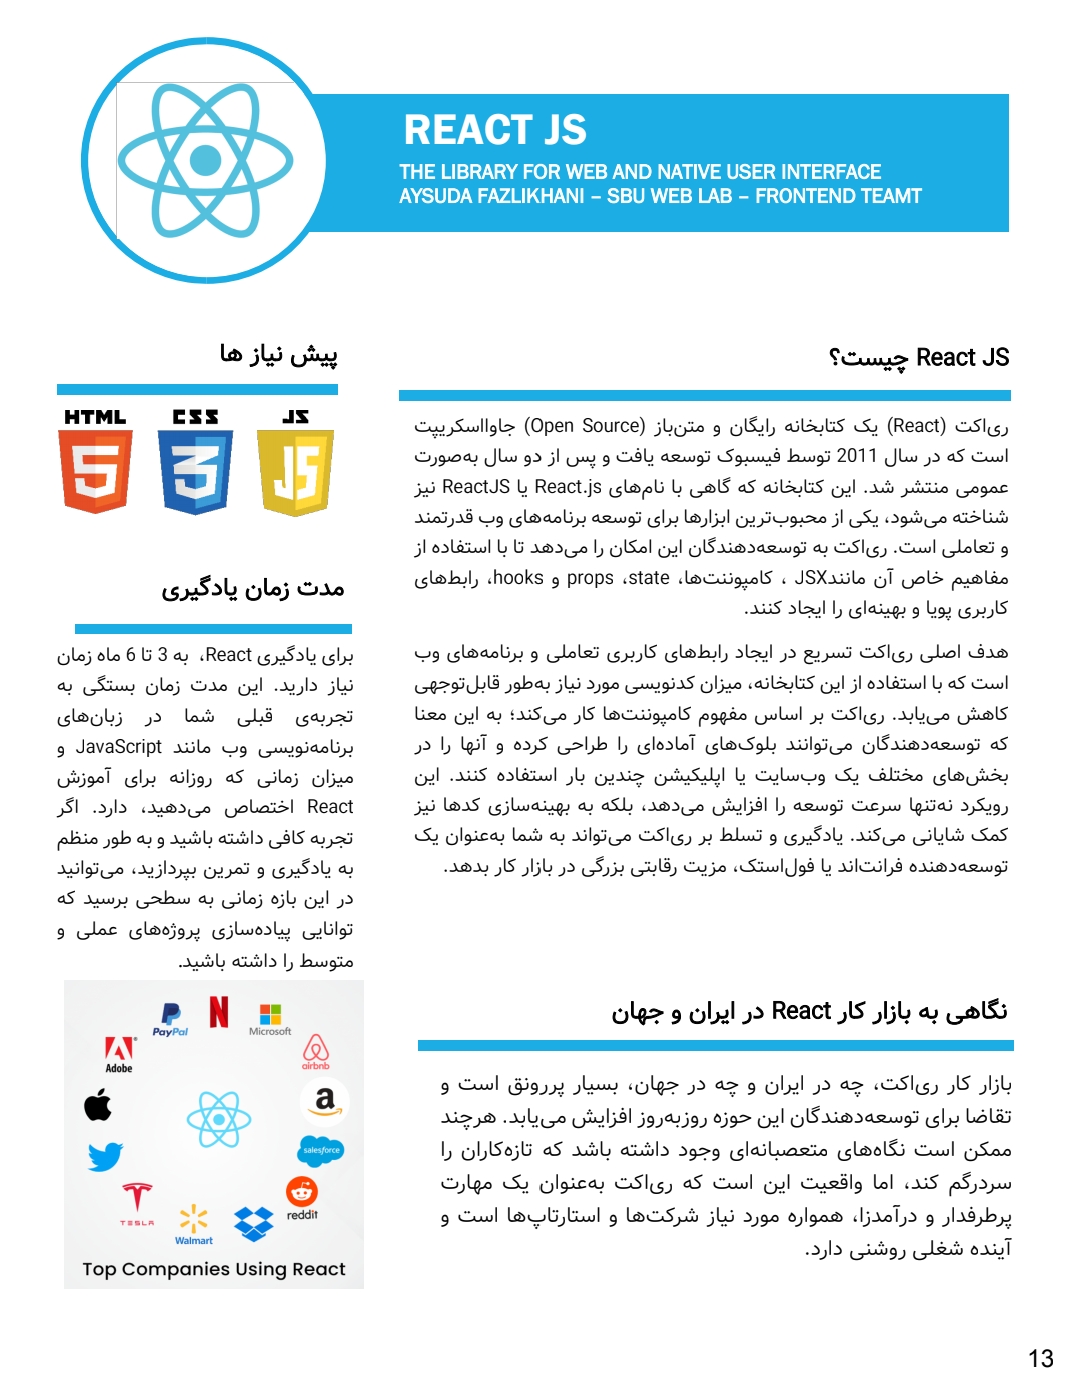 REACT JS
THE LIBRARY FOR WEB AND NATIVE USER INTERFACE
AYSUDA FAZLIKHANI – SBU WEB LAB – FRONTEND TEAMT
React JS چیست؟
ری‌اکت (React) یک کتابخانه رایگان و متن‌باز (Open Source) جاوااسکریپت
است که در سال 2011 توسط فیسبوک توسعه یافت و پس از دو سال به‌صورت
عمومی منتشر شد. این کتابخانه که گاهی با نام‌های React.js یا ReactJS نیز
شناخته می‌شود، یکی از محبوب‌ترین ابزارها برای توسعه برنامه‌های وب قدرتمند
و تعاملی است. ری‌اکت به توسعه‌دهندگان این امکان را می‌دهد تا با استفاده از
مفاهیم خاص آن مانندJSX ، کامپوننت‌ها، props ،state و hooks، رابط‌های
کاربری پویا و بهینه‌ای را ایجاد کنند.
هدف اصلی ری‌اکت تسریع در ایجاد رابط‌های کاربری تعاملی و برنامه‌های وب
است که با استفاده از این کتابخانه، میزان کدنویسی مورد نیاز به‌طور قابل‌توجهی
کاهش می‌یابد. ری‌اکت بر اساس مفهوم کامپوننت‌ها کار می‌کند؛ به این معنا
که توسعه‌دهندگان می‌توانند بلوک‌های آماده‌ای را طراحی کرده و آنها را در
بخش‌های مختلف یک وب‌سایت یا اپلیکیشن چندین بار استفاده کنند. این
رویکرد نه‌تنها سرعت توسعه را افزایش می‌دهد، بلکه به بهینه‌سازی کدها نیز
کمک شایانی می‌کند. یادگیری و تسلط بر ری‌اکت می‌تواند به شما به‌عنوان یک
توسعه‌دهنده فرانت‌اند یا فول‌استک، مزیت رقابتی بزرگی در بازار کار بدهد.
نگاهی به بازار کار React در ایران و جهان
بازار کار ری‌اکت، چه در ایران و چه در جهان، بسیار پررونق است و
تقاضا برای توسعه‌دهندگان این حوزه روزبه‌روز افزایش می‌یابد. هرچند
ممکن است نگاه‌های متعصبانه‌ای وجود داشته باشد که تازه‌کاران را
سردرگم کند، اما واقعیت این است که ری‌اکت به‌عنوان یک مهارت
پرطرفدار و درآمدزا، همواره مورد نیاز شرکت‌ها و استارتاپ‌ها است و
آینده شغلی روشنی دارد.
پیش نیاز ها
HTML CSS JS
5 3 JS
مدت زمان یادگیری
برای یادگیری React، به 3 تا 6 ماه زمان
نیاز دارید. این مدت زمان بستگی به
تجربه‌ی قبلی شما در زبان‌های
برنامه‌نویسی وب مانند JavaScript و
میزان زمانی که روزانه برای آموزش
React اختصاص می‌دهید، دارد. اگر
تجربه کافی داشته باشید و به طور منظم
به یادگیری و تمرین بپردازید، می‌توانید
در این بازه زمانی به سطحی برسید که
توانایی پیاده‌سازی پروژه‌های عملی و
متوسط را داشته باشید.
PayPal N Microsoft
Adobe airbnb
a
salesforce
TESLA reddit
Walmart
Top Companies Using React
13